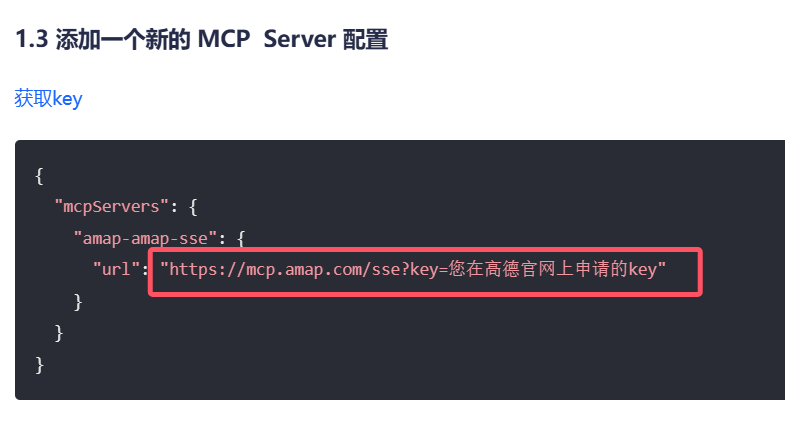 1.3 添加一个新的 MCP  Server 配置
获取key
{
  "mcpServers": {
    "amap-amap-sse": {
      "url": "https://mcp.amap.com/sse?key=您在高德官网上申请的key"
    }
  }
}